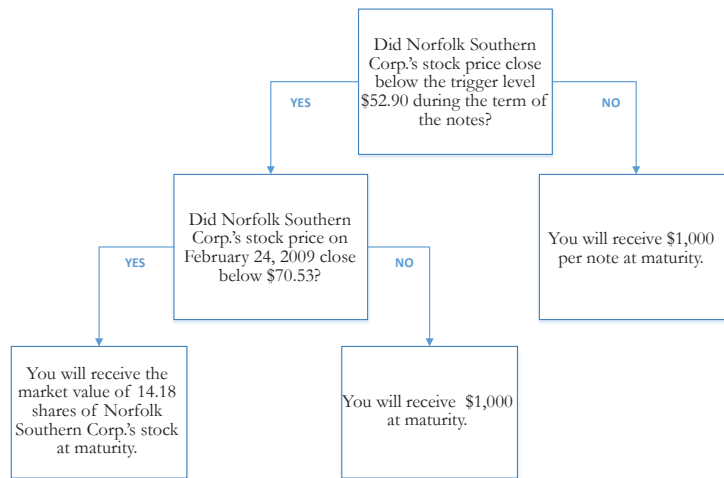 Did Norfolk Southern
Corp.'s stock price close
below the trigger level
$52.90 during the term of
the notes?
YES
NO
Did Norfolk Southern
Corp.'s stock price on
February 24, 2009 close
below $70.53?
You will receive $1,000
per note at maturity.
YES
NO
You will receive the
market value of 14.18
shares of Norfolk
Southern Corp.'s stock
at maturity.
You will receive $1,000
at maturity.